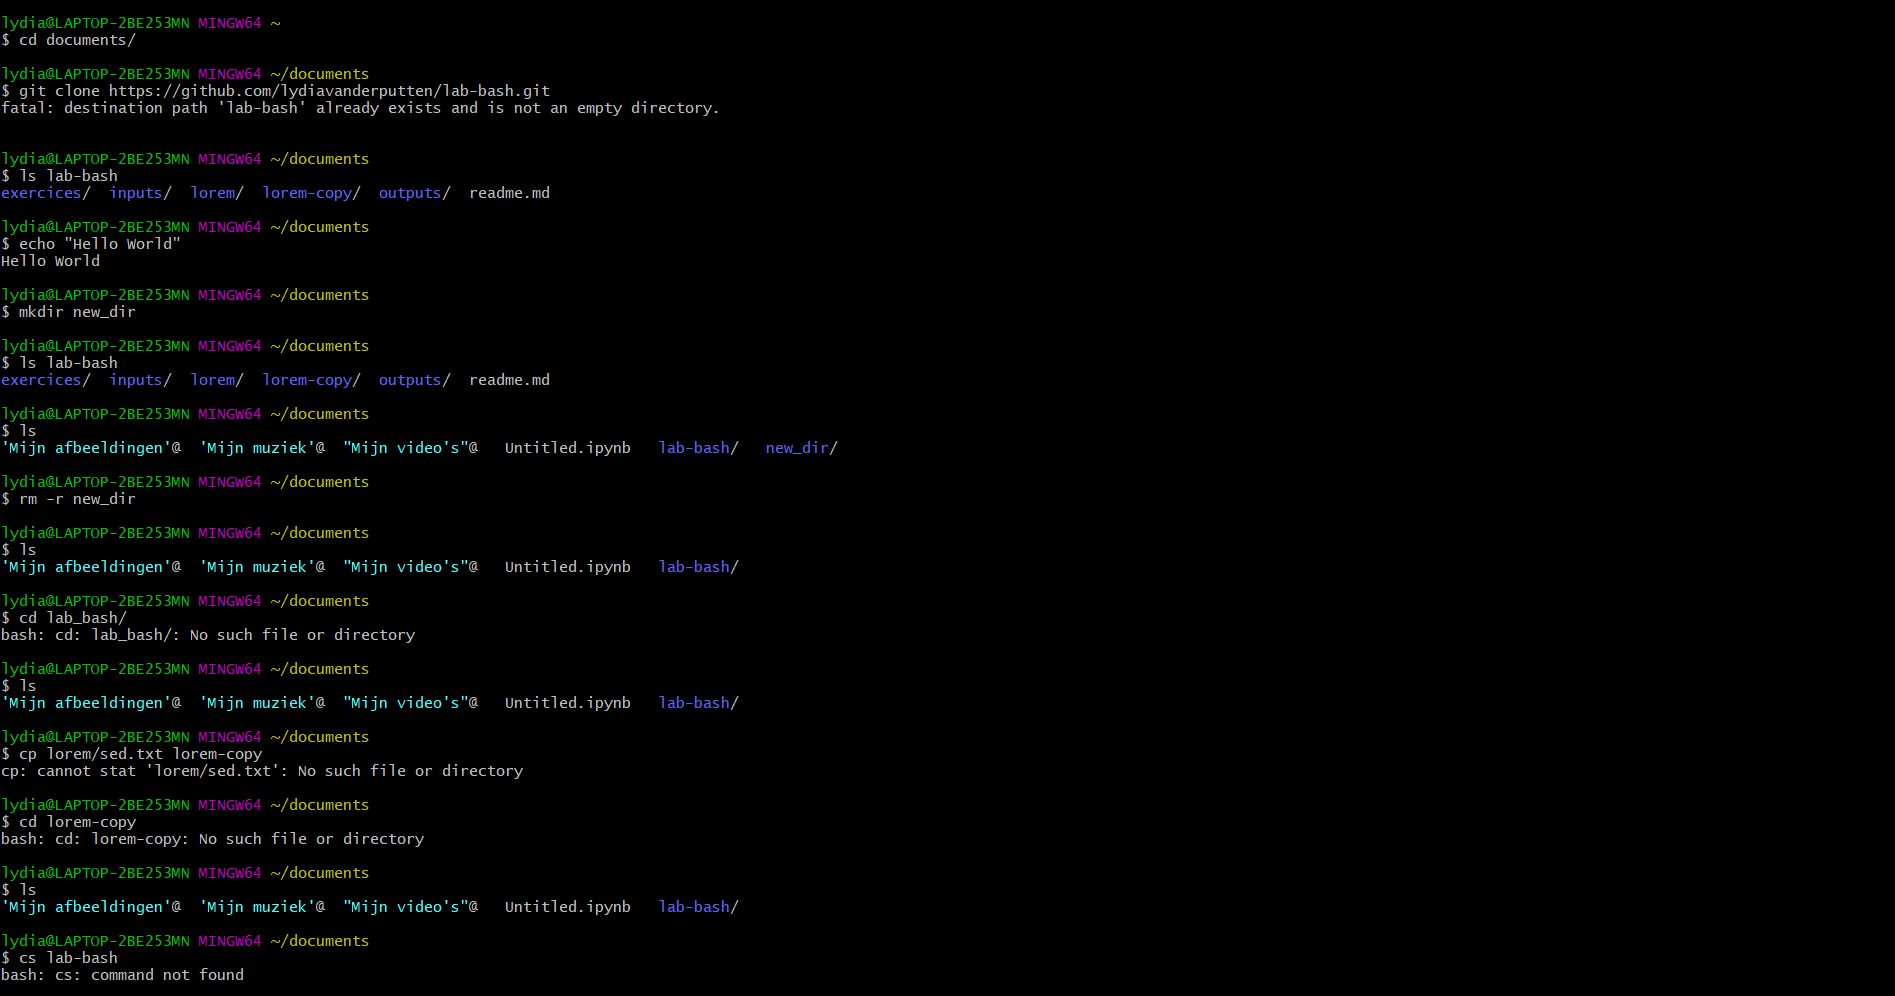 lydia@LAPTOP-2BE253MN MINGW64 ~
$ cd documents/
lydia@LAPTOP-2BE253MN MINGW64 ~/documents
$ git clone https://github.com/lydiavanderputten/lab-bash.git
fatal: destination path 'lab-bash' already exists and is not an empty directory.
lydia@LAPTOP-2BE253MN MINGW64 ~/documents
$ ls lab-bash
exercices/  inputs/  lorem/  lorem-copy/  outputs/  readme.md
lydia@LAPTOP-2BE253MN MINGW64 ~/documents
$ echo "Hello World"
Hello World
lydia@LAPTOP-2BE253MN MINGW64 ~/documents
$ mkdir new_dir
lydia@LAPTOP-2BE253MN MINGW64 ~/documents
$ ls lab-bash
exercices/  inputs/  lorem/  lorem-copy/  outputs/  readme.md
lydia@LAPTOP-2BE253MN MINGW64 ~/documents
$ ls
'Mijn afbeeldingen'@  'Mijn muziek'@  "Mijn video's"@   Untitled.ipynb   lab-bash/   new_dir/
lydia@LAPTOP-2BE253MN MINGW64 ~/documents
$ rm -r new_dir
lydia@LAPTOP-2BE253MN MINGW64 ~/documents
$ ls
'Mijn afbeeldingen'@  'Mijn muziek'@  "Mijn video's"@   Untitled.ipynb   lab-bash/
lydia@LAPTOP-2BE253MN MINGW64 ~/documents
$ cd lab_bash/
bash: cd: lab_bash/: No such file or directory
lydia@LAPTOP-2BE253MN MINGW64 ~/documents
$ ls
'Mijn afbeeldingen'@  'Mijn muziek'@  "Mijn video's"@   Untitled.ipynb   lab-bash/
lydia@LAPTOP-2BE253MN MINGW64 ~/documents
$ cp lorem/sed.txt lorem-copy
cp: cannot stat 'lorem/sed.txt': No such file or directory
lydia@LAPTOP-2BE253MN MINGW64 ~/documents
$ cd lorem-copy
bash: cd: lorem-copy: No such file or directory
lydia@LAPTOP-2BE253MN MINGW64 ~/documents
$ ls
'Mijn afbeeldingen'@  'Mijn muziek'@  "Mijn video's"@   Untitled.ipynb   lab-bash/
lydia@LAPTOP-2BE253MN MINGW64 ~/documents
$ cs lab-bash
bash: cs: command not found